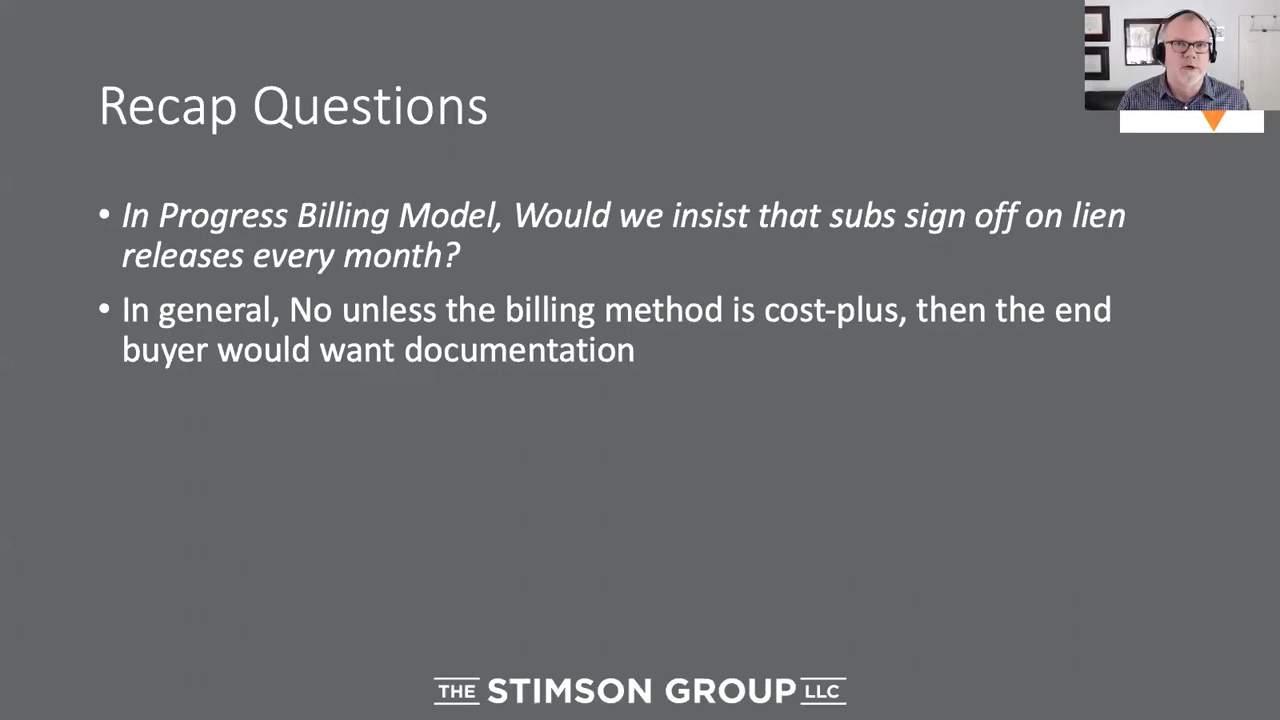 Recap Questions
• In Progress Billing Model, Would we insist that subs sign off on lien
releases every month?
• In general, No unless the billing method is cost-plus, then the end
buyer would want documentation
THE STIMSON GROUP LLC